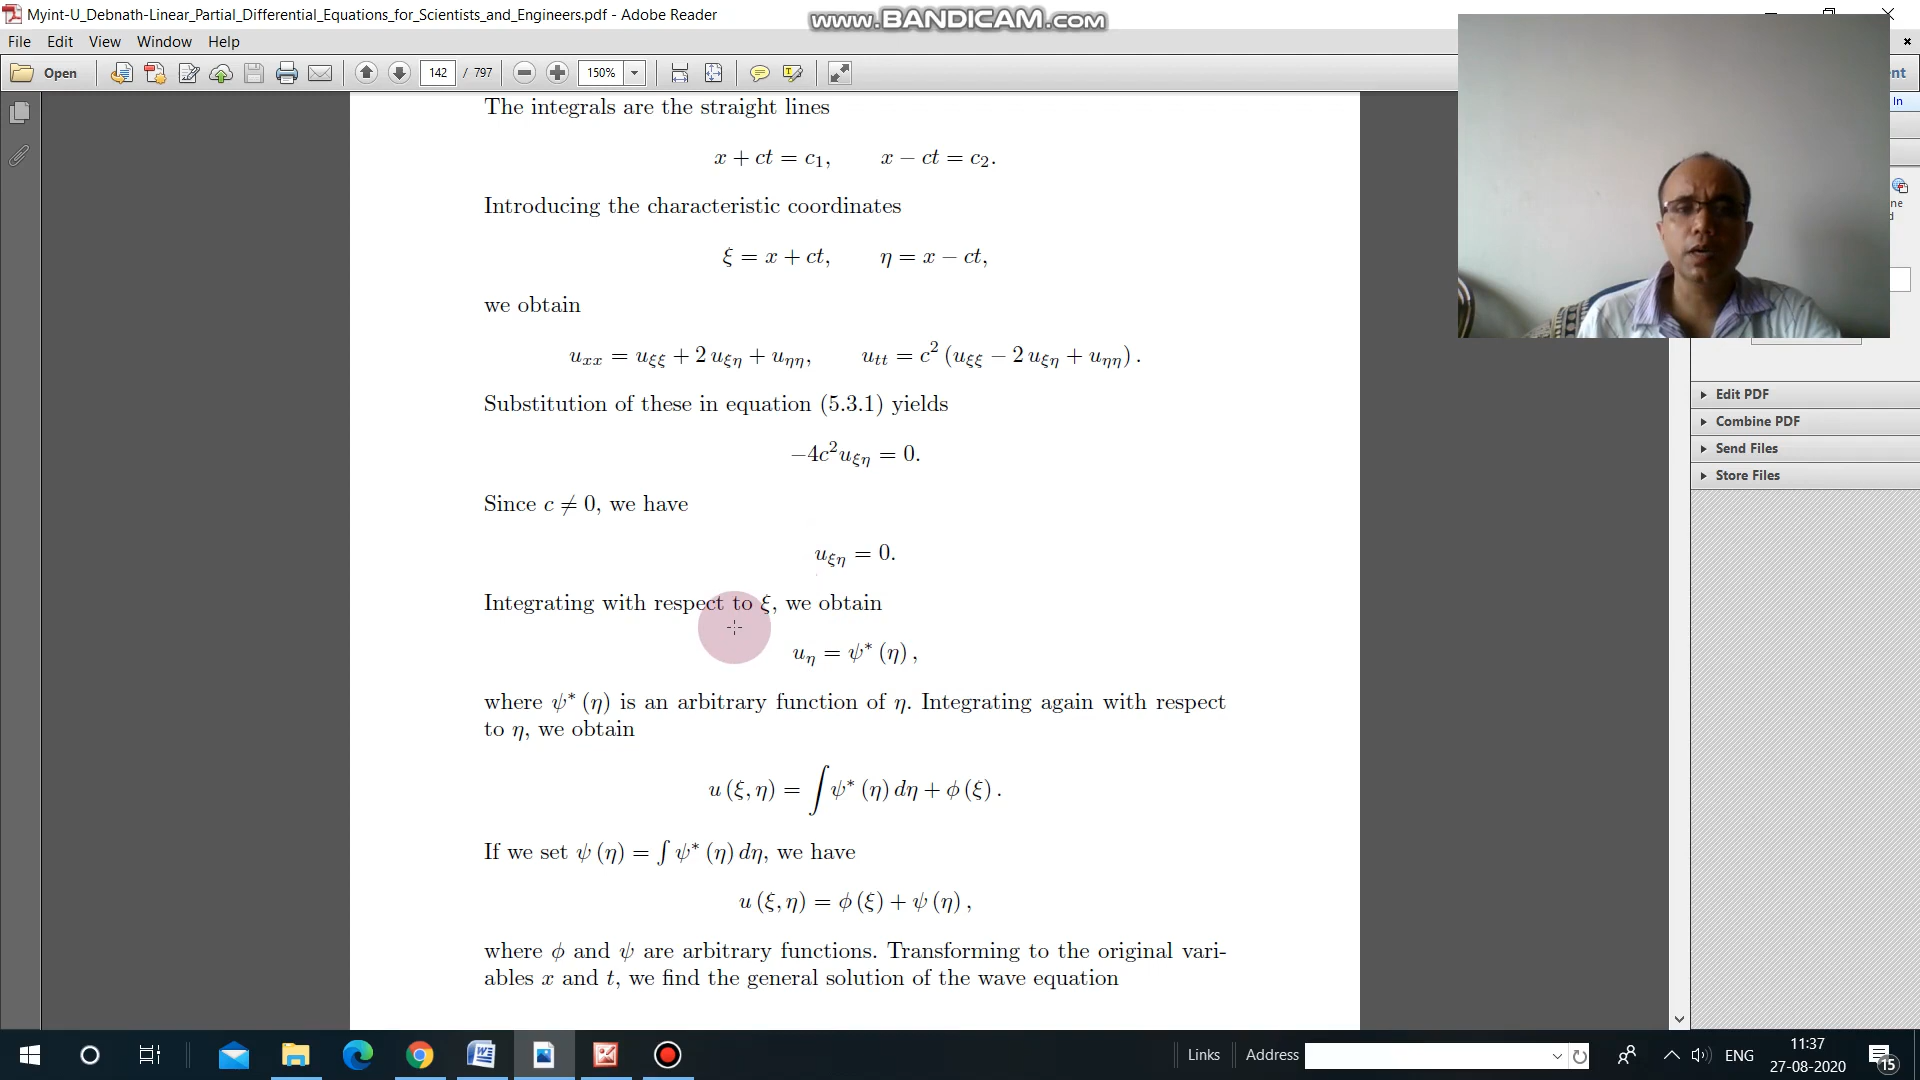 Myint-U_Debnath-Linear_Partial_Differential_Equations_for_Scientists_and_Engineers.pdf - Adobe Reader
www.BANDICAM.com
File Edit View Window Help
Open 142 / 797 150%
The integrals are the straight lines
x + ct = c₁, x − ct = c₂.
Introducing the characteristic coordinates
ξ = x + ct, η = x − ct,
we obtain
uₓₓ = u_ξξ + 2 u_ξη + u_ηη, u_tt = c² (u_ξξ − 2 u_ξη + u_ηη) .
Substitution of these in equation (5.3.1) yields
−4c²u_ξη = 0.
Since c ≠ 0, we have
u_ξη = 0.
Integrating with respect to ξ, we obtain
u_η = ψ* (η) ,
where ψ* (η) is an arbitrary function of η. Integrating again with respect
to η, we obtain
u (ξ, η) = ∫ ψ* (η) dη + ϕ (ξ) .
If we set ψ (η) = ∫ ψ* (η) dη, we have
u (ξ, η) = ϕ (ξ) + ψ (η) ,
where ϕ and ψ are arbitrary functions. Transforming to the original vari-
ables x and t, we find the general solution of the wave equation
nt
In
Edit PDF
Combine PDF
Send Files
Store Files
Links Address ENG
11:37
27-08-2020
15